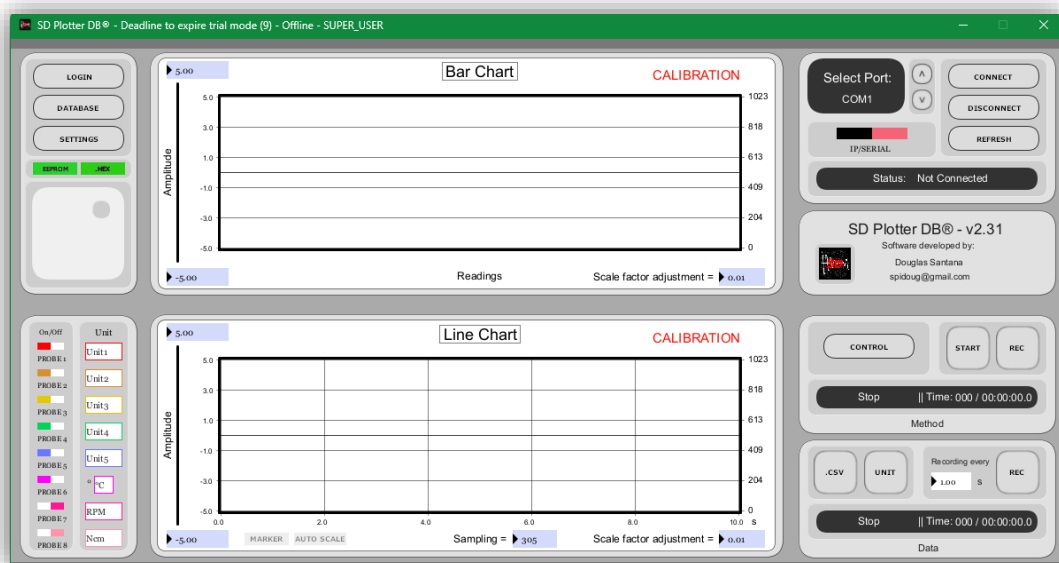 SD Plotter DB® - Deadline to expire trial mode (9) - Offline - SUPER_USER
LOGIN
DATABASE
SETTINGS
EEPROM .HEX
5.00
Bar Chart
CALIBRATION
Amplitude
5.0
3.0
1.0
-1.0
-3.0
-5.0
1023
818
613
409
204
0
-5.00
Readings
Scale factor adjustment = 0.01
Select Port:
COM1
^
v
IP/SERIAL
CONNECT
DISCONNECT
REFRESH
Status: Not Connected
SD Plotter DB® - v2.31
Software developed by:
Douglas Santana
spidoug@gmail.com
On/Off
Unit
PROBE 1
Unit1
PROBE 2
Unit2
PROBE 3
Unit3
PROBE 4
Unit4
PROBE 5
Unit5
PROBE 6
° °C
PROBE 7
RPM
PROBE 8
Ncm
5.00
Line Chart
CALIBRATION
Amplitude
5.0
3.0
1.0
-1.0
-3.0
-5.0
1023
818
613
409
204
0
0.0 2.0 4.0 6.0 8.0 10.0 s
-5.00
MARKER AUTO SCALE
Sampling = 305
Scale factor adjustment = 0.01
CONTROL
START
REC
Stop || Time: 000 / 00:00:00.0
Method
.CSV
UNIT
Recording every
1.00 s
REC
Stop || Time: 000 / 00:00:00.0
Data